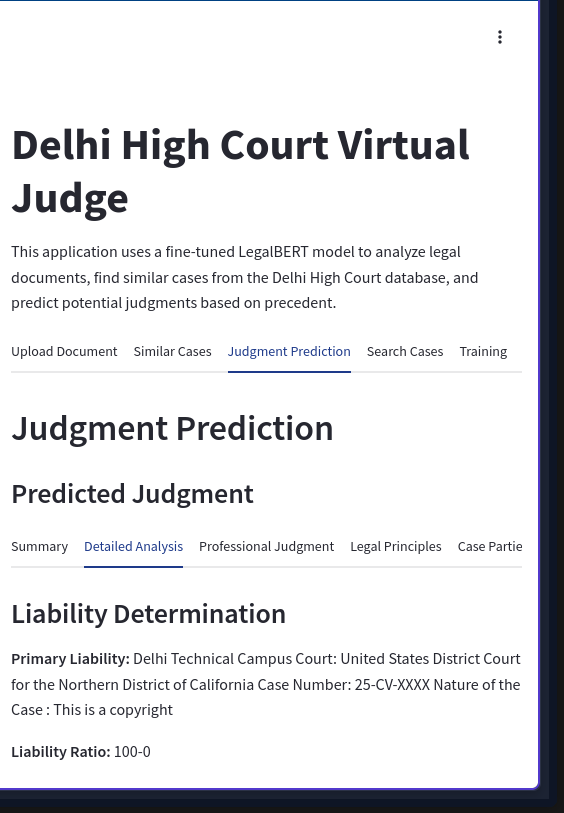 Delhi High Court Virtual
Judge
This application uses a fine-tuned LegalBERT model to analyze legal
documents, find similar cases from the Delhi High Court database, and
predict potential judgments based on precedent.
Upload Document Similar Cases Judgment Prediction Search Cases Training
Judgment Prediction
Predicted Judgment
Summary Detailed Analysis Professional Judgment Legal Principles Case Partie
Liability Determination
Primary Liability: Delhi Technical Campus Court: United States District Court
for the Northern District of California Case Number: 25-CV-XXXX Nature of the
Case : This is a copyright
Liability Ratio: 100-0